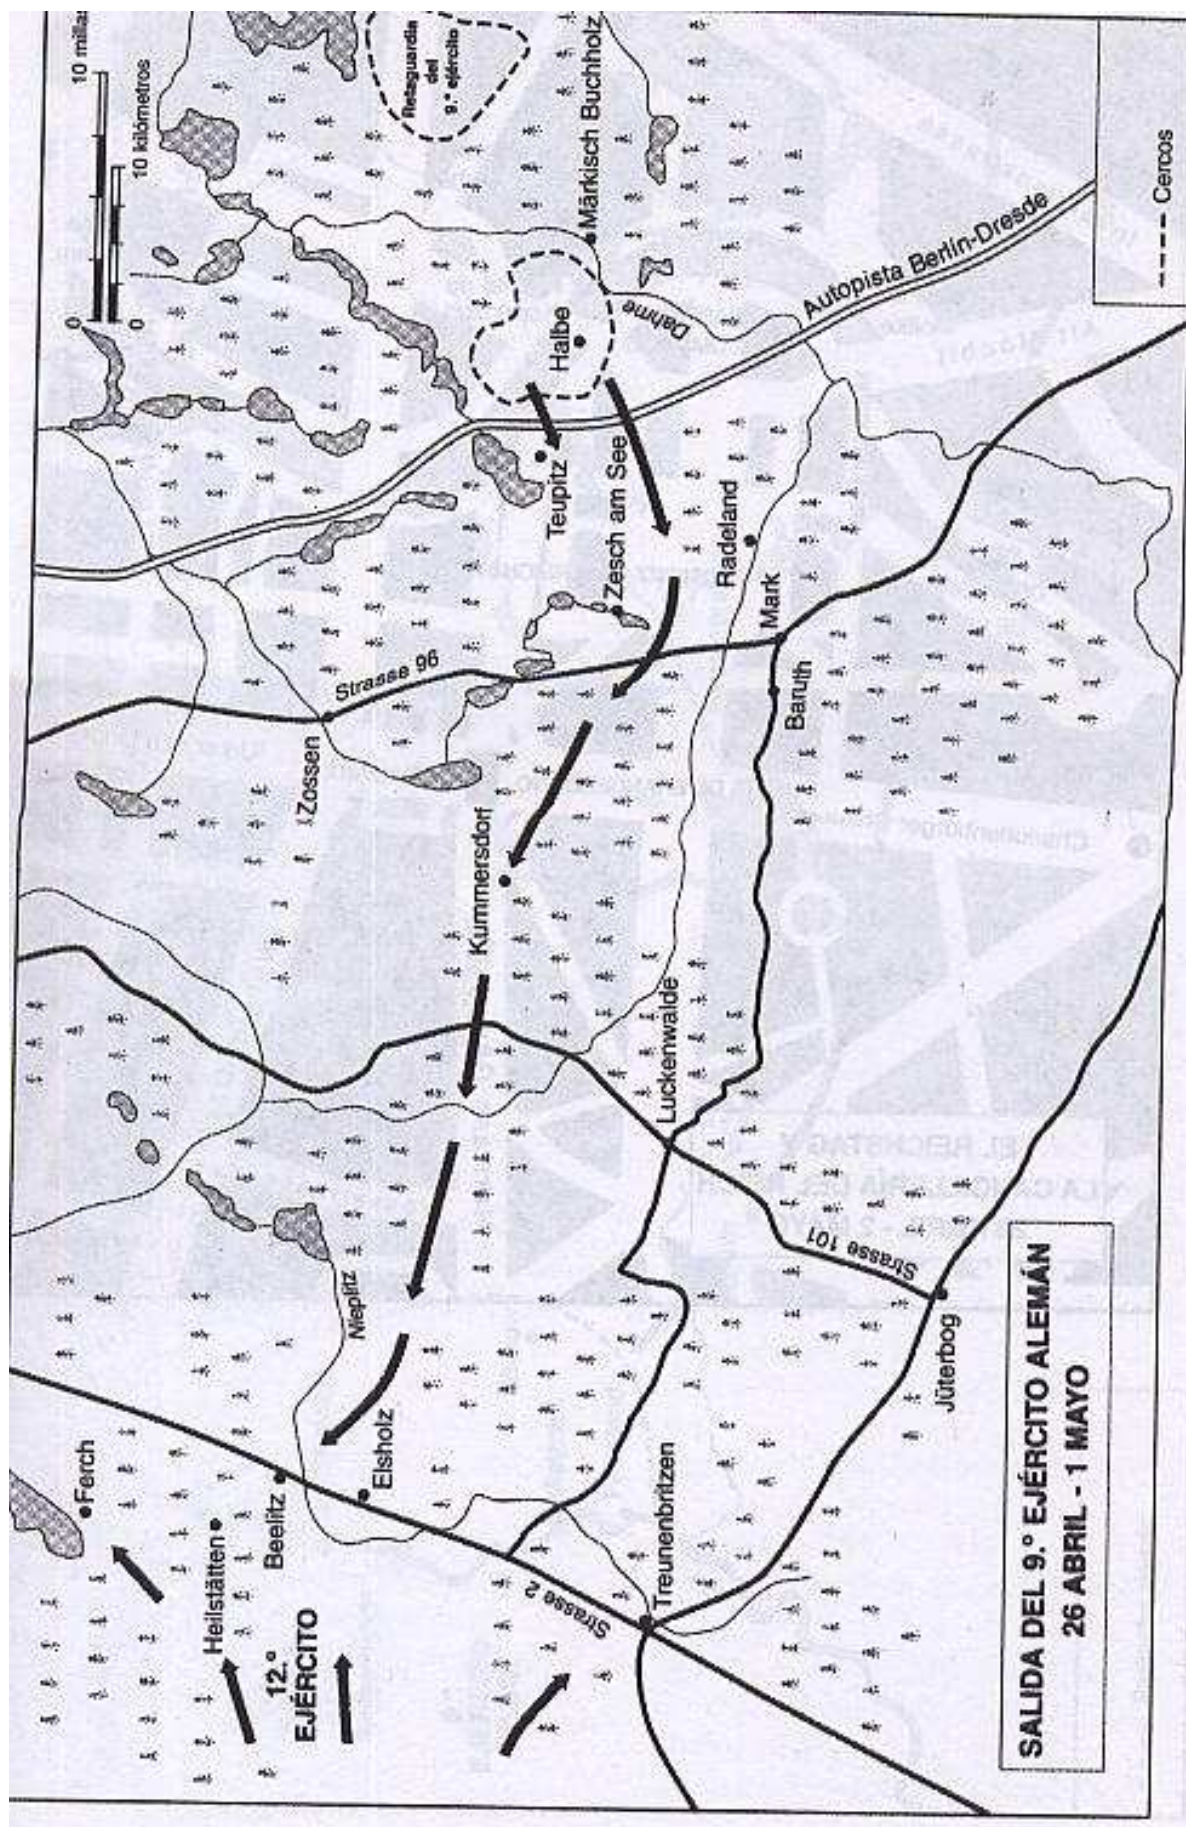 Ferch
0
10 millas
0
10 kilómetros
Heilstätten
Beelitz
12.º
EJÉRCITO
Elsholz
Nieplitz
Zossen
Strasse 96
Retaguardia
del
9.º ejército
Kummersdorf
Teupitz
Halbe
Märkisch Buchholz
Strasse 2
Zesch am See
Dahme
Treunenbritzen
Luckenwalde
Radeland
Mark
Baruth
Autopista Berlín-Dresde
Strasse 101
Jüterbog
SALIDA DEL 9.º EJÉRCITO ALEMÁN
26 ABRIL - 1 MAYO
Cercos